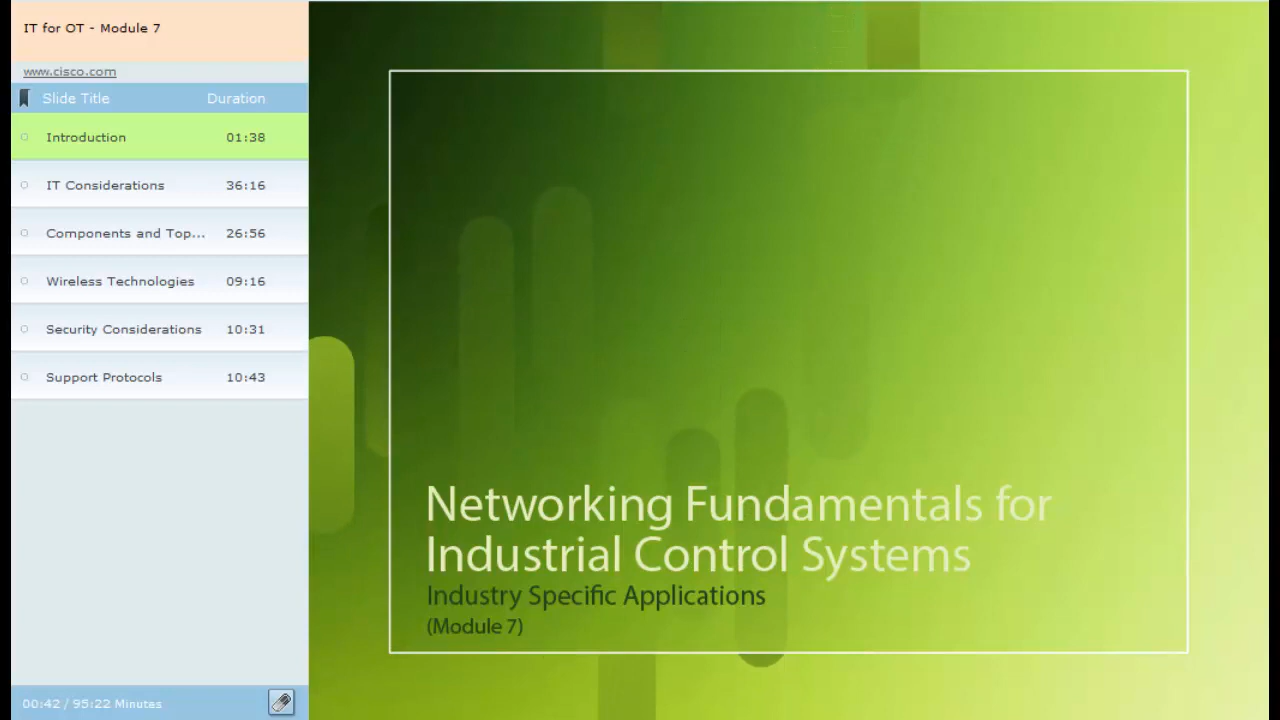 IT for OT - Module 7
www.cisco.com
Slide Title Duration
Introduction 01:38
IT Considerations 36:16
Components and Top... 26:56
Wireless Technologies 09:16
Security Considerations 10:31
Support Protocols 10:43
00:42 / 95:22 Minutes
Networking Fundamentals for
Industrial Control Systems
Industry Specific Applications
(Module 7)